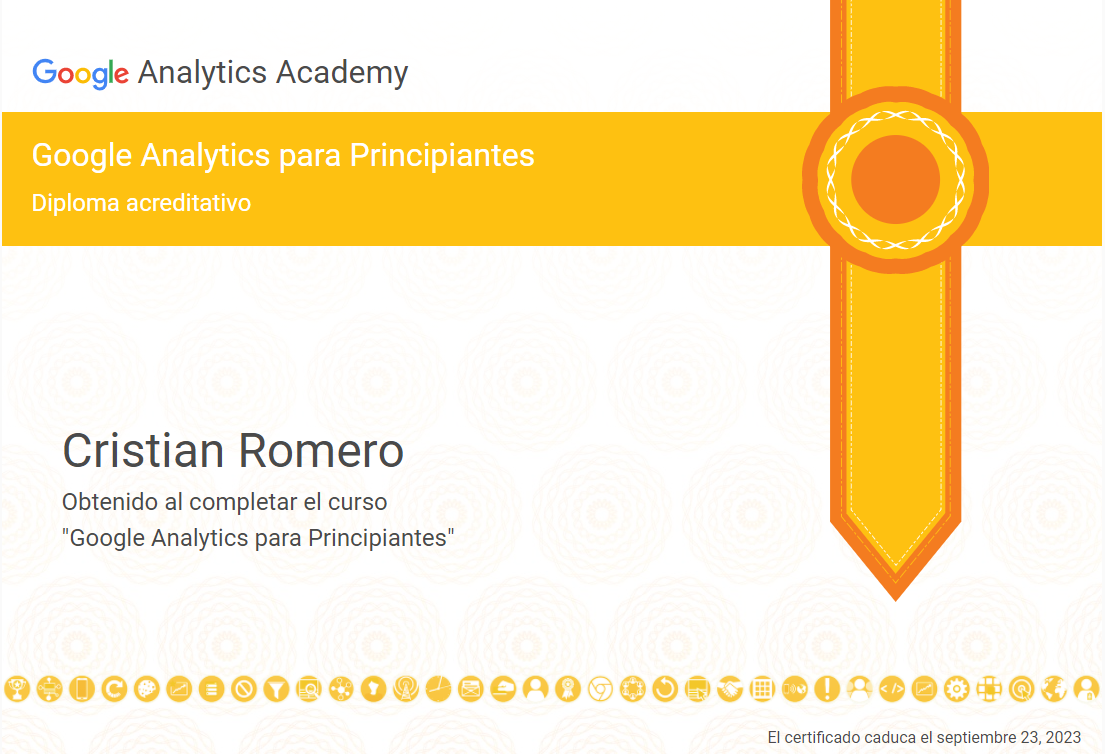 Google Analytics Academy
Google Analytics para Principiantes
Diploma acreditativo
Cristian Romero
Obtenido al completar el curso
"Google Analytics para Principiantes"
El certificado caduca el septiembre 23, 2023